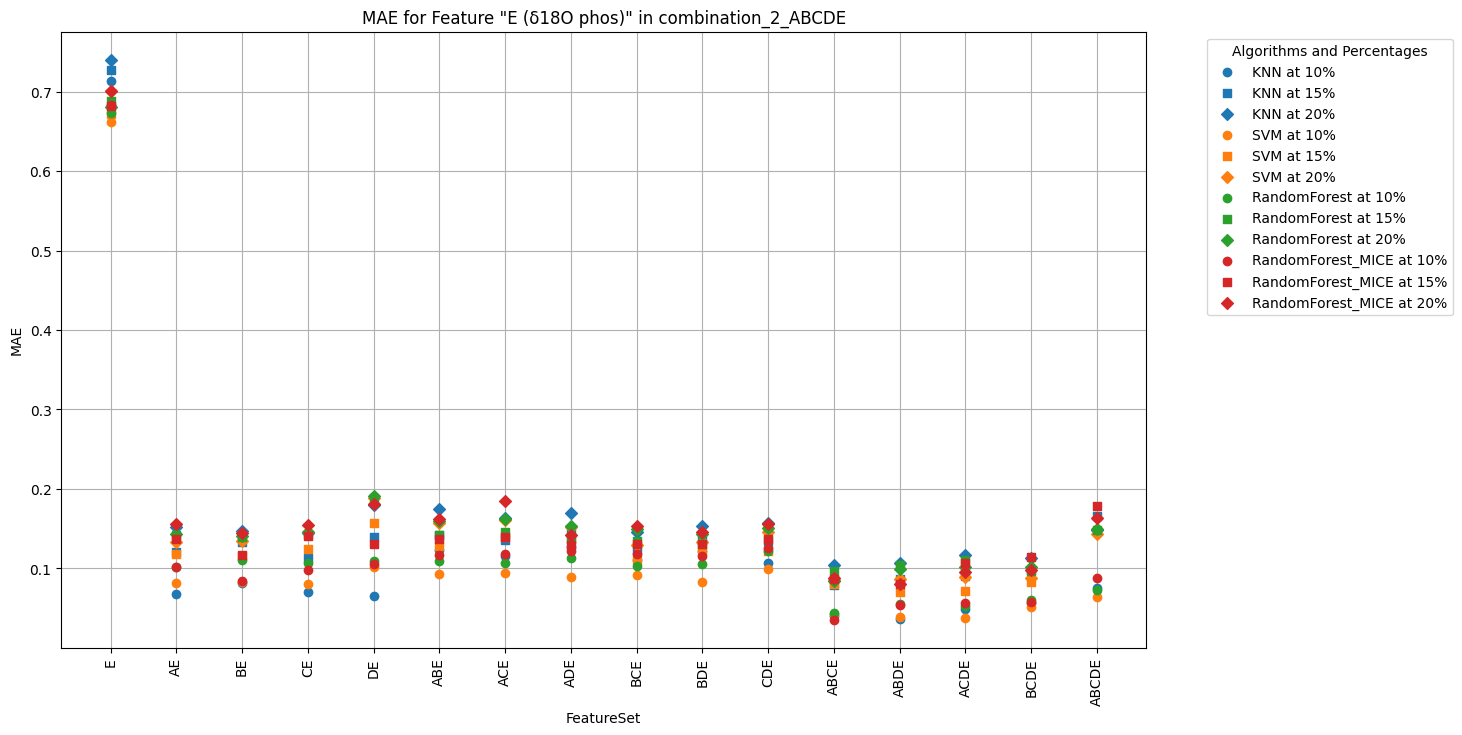 MAE for Feature "E (δ18O phos)" in combination_2_ABCDE
Algorithms and Percentages
KNN at 10%
KNN at 15%
KNN at 20%
SVM at 10%
SVM at 15%
SVM at 20%
RandomForest at 10%
RandomForest at 15%
RandomForest at 20%
RandomForest_MICE at 10%
RandomForest_MICE at 15%
RandomForest_MICE at 20%
MAE
0.7
0.6
0.5
0.4
0.3
0.2
0.1
E
AE
BE
CE
DE
ABE
ACE
ADE
BCE
BDE
CDE
ABCE
ABDE
ACDE
BCDE
ABCDE
FeatureSet